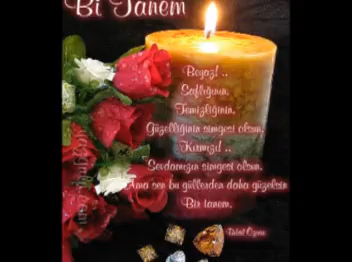 Bi Tanem
Beyaz! ..
Saflığının,
Temizliğinin,
Güzelliğinin simgesi olsun,
Kırmızı! ..
Sevdamızın simgesi olsun,
Ama sen bu güllerden daha güzelsin
Bir tanem,